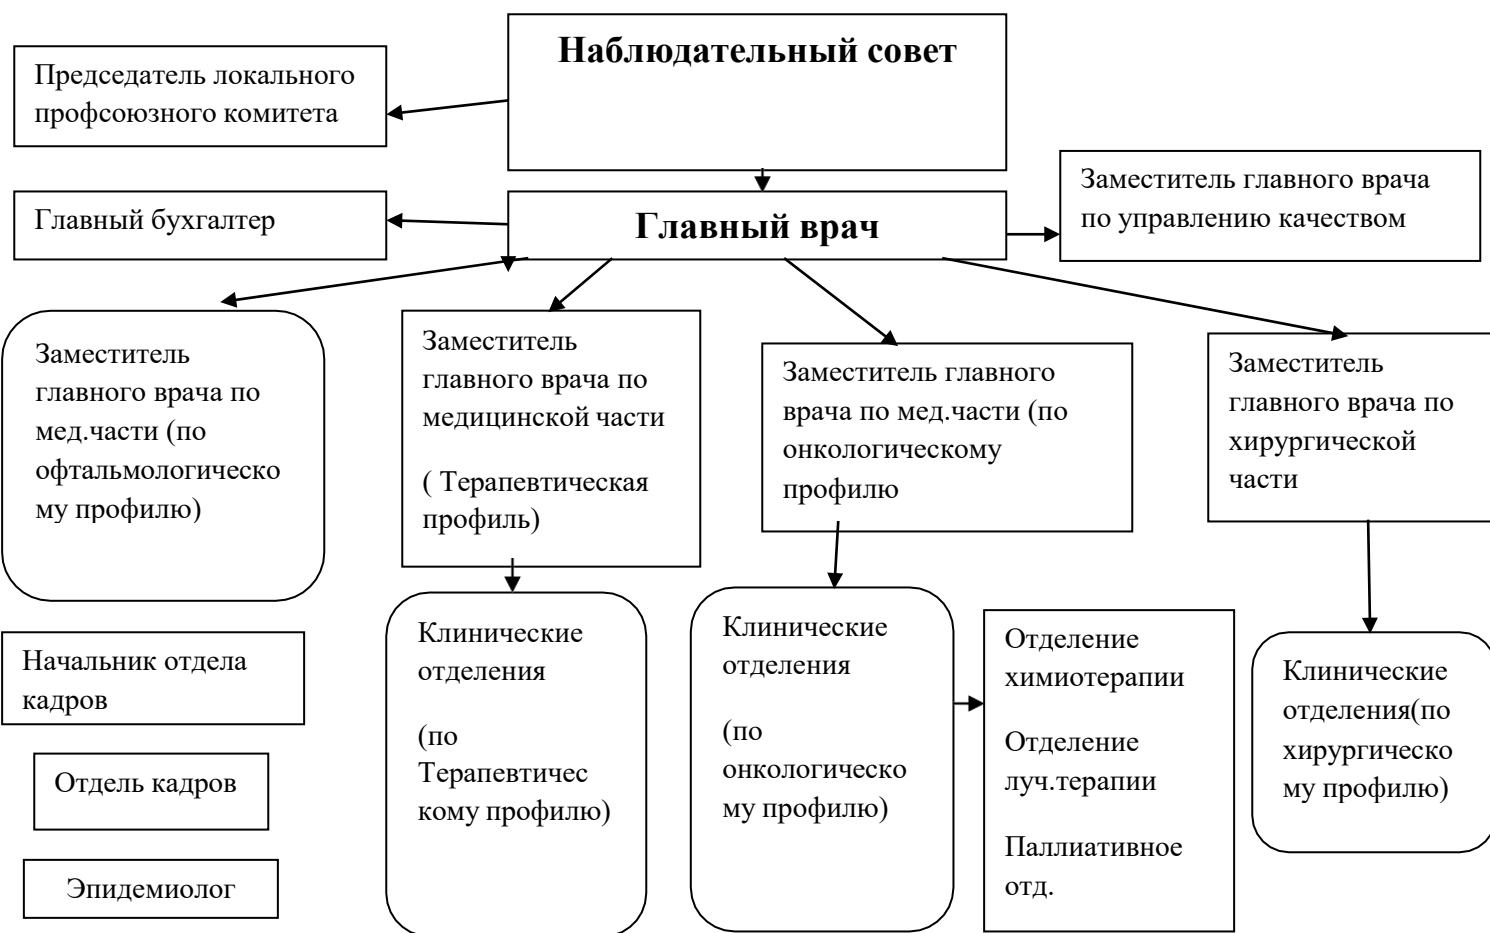 Наблюдательный совет
Председатель локального
профсоюзного комитета
Заместитель главного врача
по управлению качеством
Главный бухгалтер
Главный врач
Заместитель
главного врача по
мед.части (по
офтальмологическо
му профилю)
Заместитель
главного врача по
медицинской части
( Терапевтическая
профиль)
Заместитель главного
врача по мед.части (по
онкологическому
профилю
Заместитель
главного врача по
хирургической
части
Начальник отдела
кадров
Отдель кадров
Эпидемиолог
Клинические
отделения
(по
Терапевтичес
кому профилю)
Клинические
отделения
(по
онкологическо
му профилю)
Отделение
химиотерапии
Отделение
луч.терапии
Паллиативное
отд.
Клинические
отделения(по
хирургическо
му профилю)